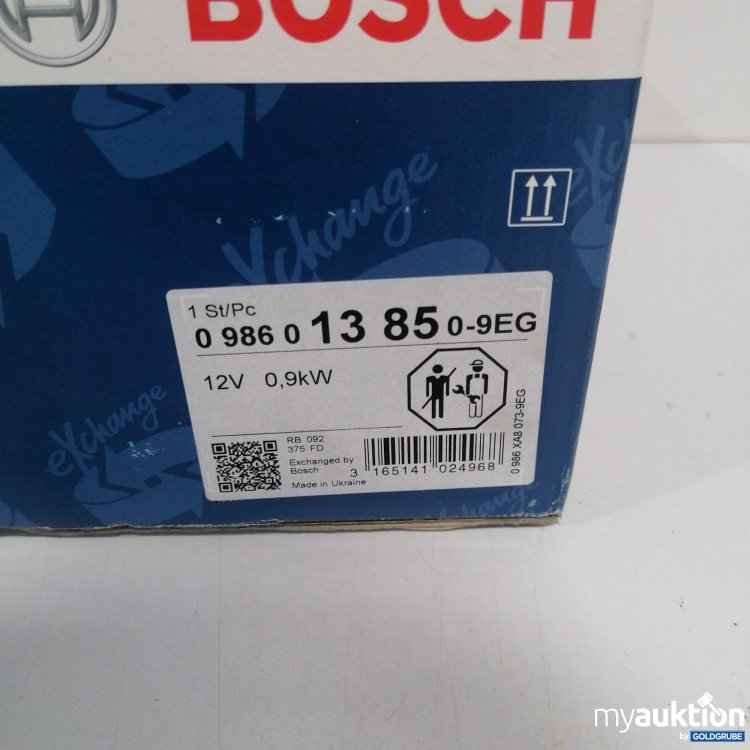 BOSCH
eXchange
1 St/Pc
0 986 0 13 85 0-9EG
12V 0,9kW
RB 092
375 FD
Exchanged by
Bosch
Made in Ukraine
3 165141 024968
0 986 XA8 073-9EG
eXchange
eXchange
myauktion
by GOLDGRUBE